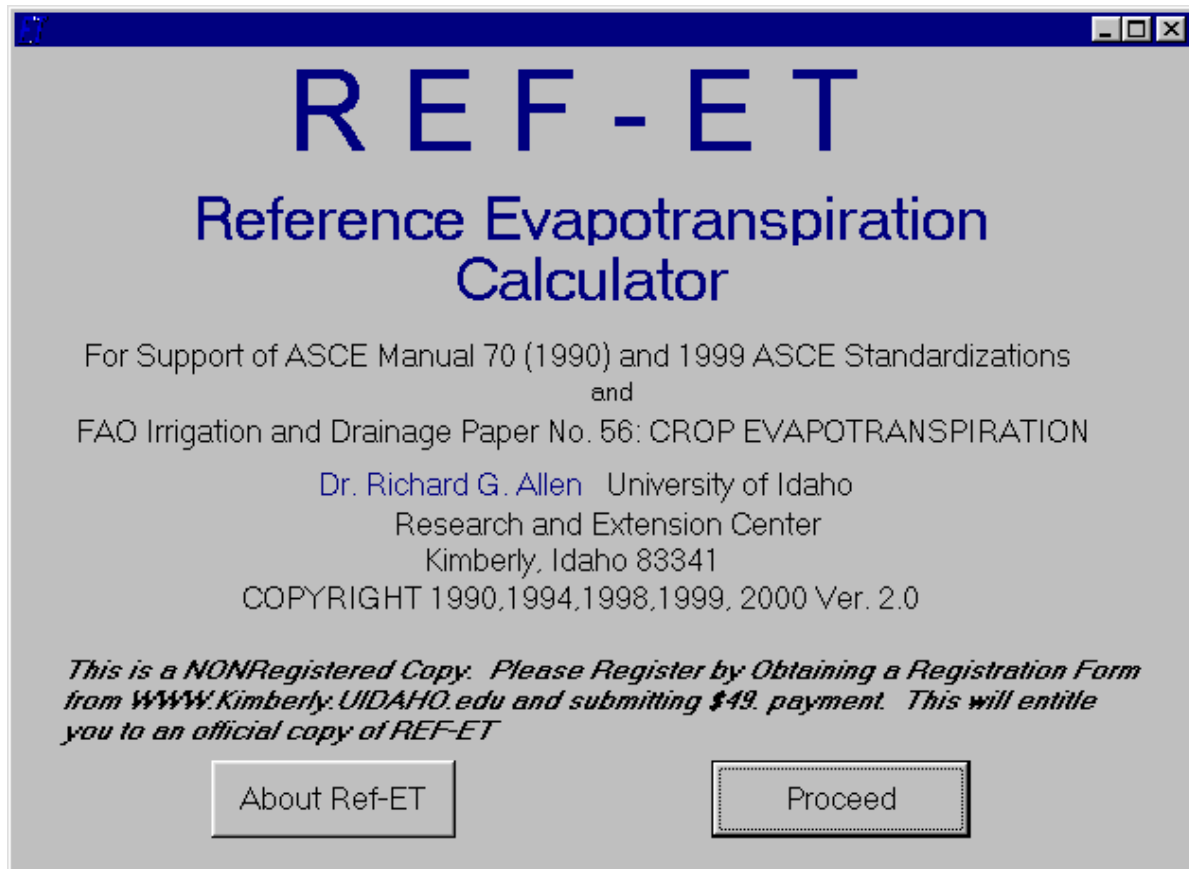 R E F - E T
Reference Evapotranspiration
Calculator
For Support of ASCE Manual 70 (1990) and 1999 ASCE Standardizations
and
FAO Irrigation and Drainage Paper No. 56: CROP EVAPOTRANSPIRATION
Dr. Richard G. Allen University of Idaho
Research and Extension Center
Kimberly, Idaho 83341
COPYRIGHT 1990,1994,1998,1999, 2000 Ver. 2.0
This is a NONRegistered Copy. Please Register by Obtaining a Registration Form
from WWW.Kimberly.UIDAHO.edu and submitting $49. payment. This will entitle
you to an official copy of REF-ET
About Ref-ET Proceed